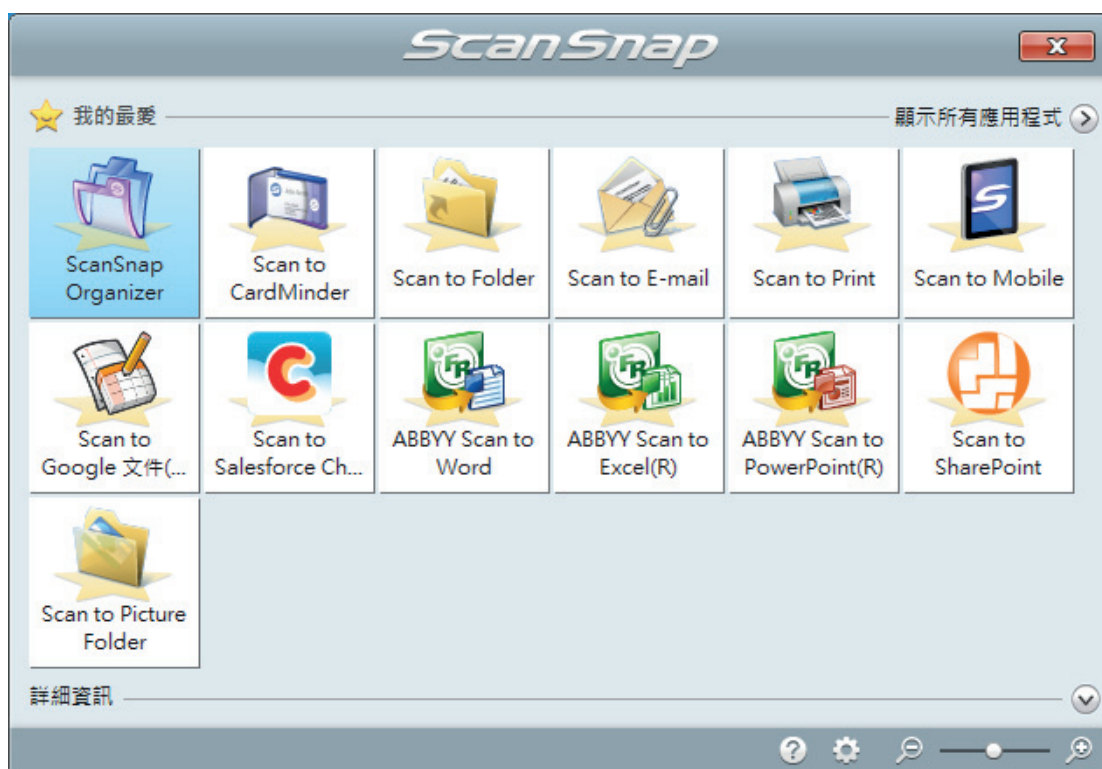 ScanSnap
我的最愛
顯示所有應用程式
ScanSnap
Organizer
Scan to
CardMinder
Scan to Folder
Scan to E-mail
Scan to Print
Scan to Mobile
Scan to
Google 文件(...
Scan to
Salesforce Ch...
ABBYY Scan to
Word
ABBYY Scan to
Excel(R)
ABBYY Scan to
PowerPoint(R)
Scan to
SharePoint
Scan to Picture
Folder
詳細資訊